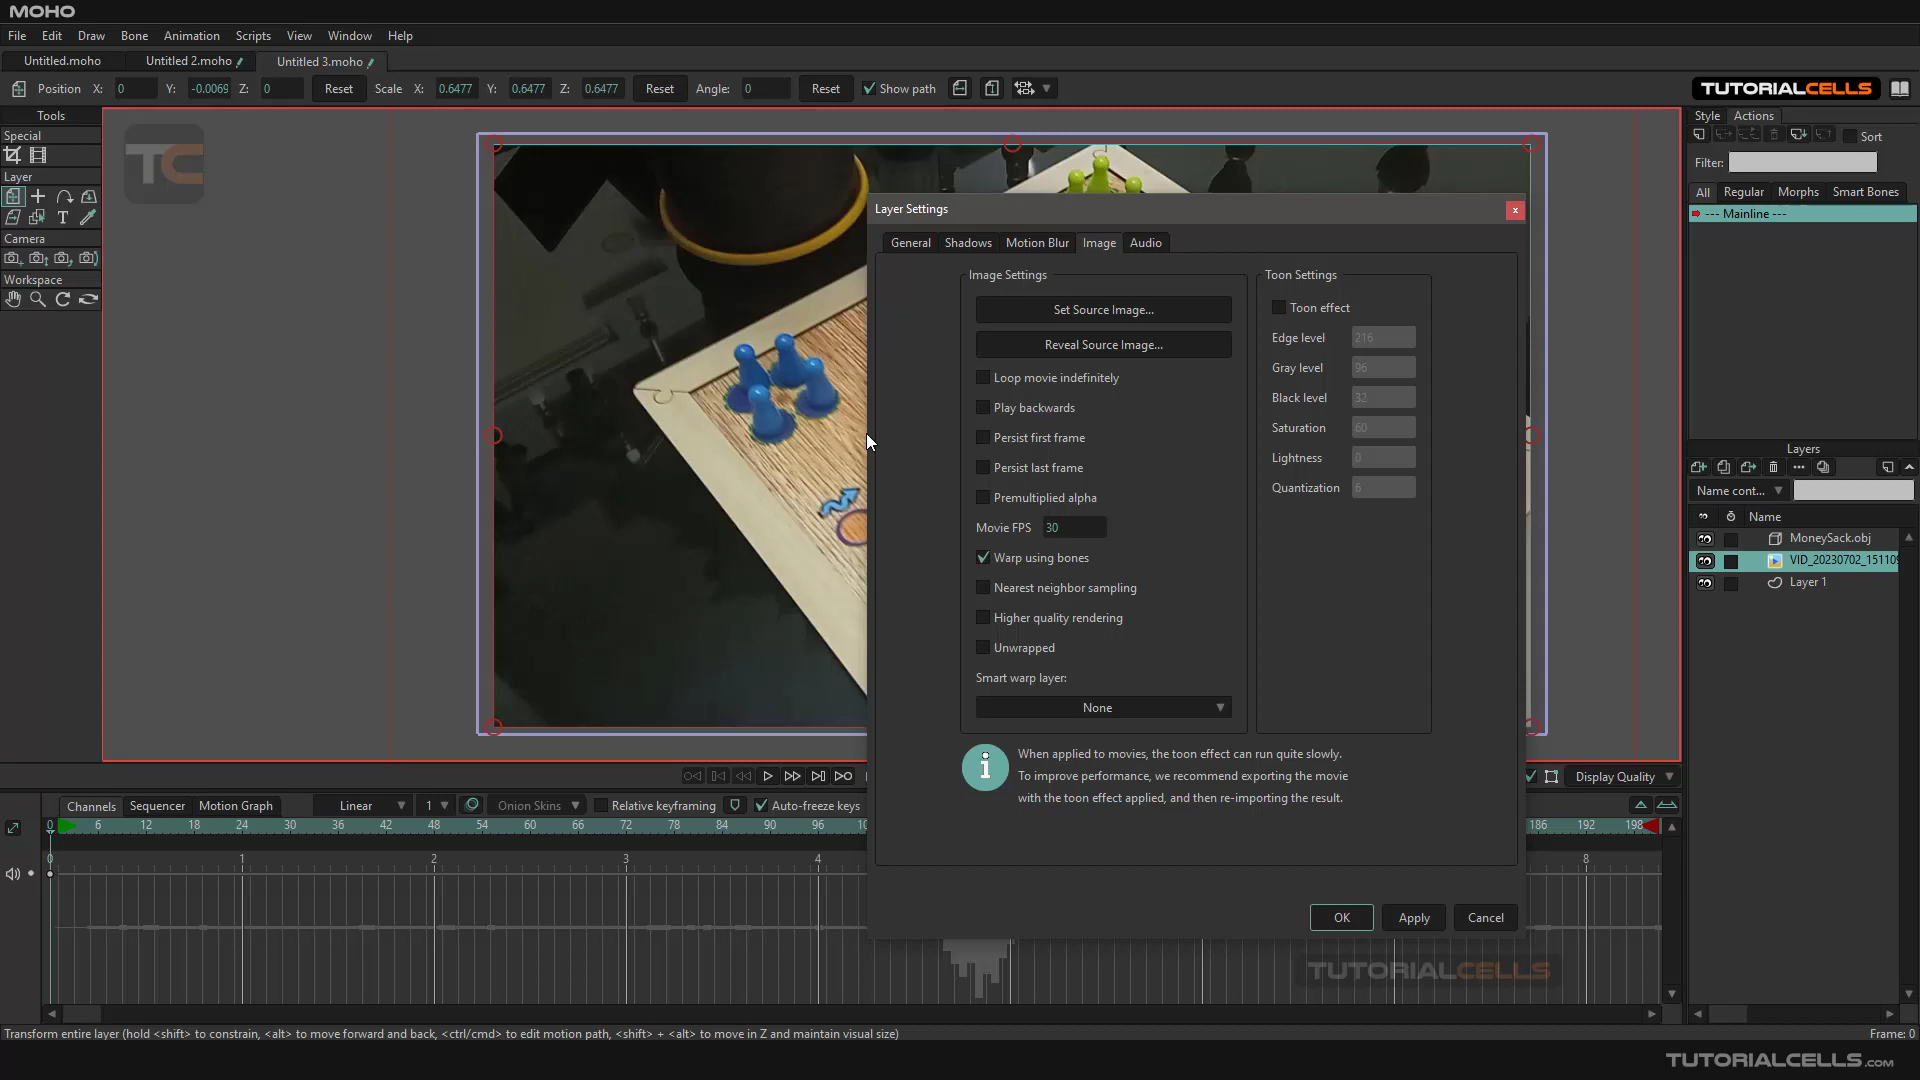 MOHO
File Edit Draw Bone Animation Scripts View Window Help
Untitled.moho Untitled 2.moho Untitled 3.moho
Position X: 0 Y: -0.0069 Z: 0 Reset Scale X: 0.6477 Y: 0.6477 Z: 0.6477 Reset Angle: 0 Reset Show path
TUTORIALCELLS
Tools
Special
Layer
T
Camera
Workspace
TC
Style Actions
Sort
Filter:
All Regular Morphs Smart Bones
--- Mainline ---
Layer Settings
x
General Shadows Motion Blur Image Audio
Image Settings
Set Source Image...
Reveal Source Image...
Loop movie indefinitely
Play backwards
Persist first frame
Persist last frame
Premultiplied alpha
Movie FPS 30
Warp using bones
Nearest neighbor sampling
Higher quality rendering
Unwrapped
Smart warp layer:
None
Toon Settings
Toon effect
Edge level 216
Gray level 96
Black level 32
Saturation 60
Lightness 0
Quantization 6
When applied to movies, the toon effect can run quite slowly.
To improve performance, we recommend exporting the movie
with the toon effect applied, and then re-importing the result.
OK Apply Cancel
Layers
Name cont...
Name
MoneySack.obj
VID_20230702_151109
Layer 1
Display Quality
Channels Sequencer Motion Graph Linear 1 Onion Skins Relative keyframing Auto-freeze keys
0 6 12 18 24 30 36 42 48 54 60 66 72 78 84 90 96 186 192 198
0 1 2 3 4 8
TUTORIALCELLS
Transform entire layer (hold <shift> to constrain, <alt> to move forward and back, <ctrl/cmd> to edit motion path, <shift> + <alt> to move in Z and maintain visual size)
Frame: 0
TUTORIALCELLS.COM